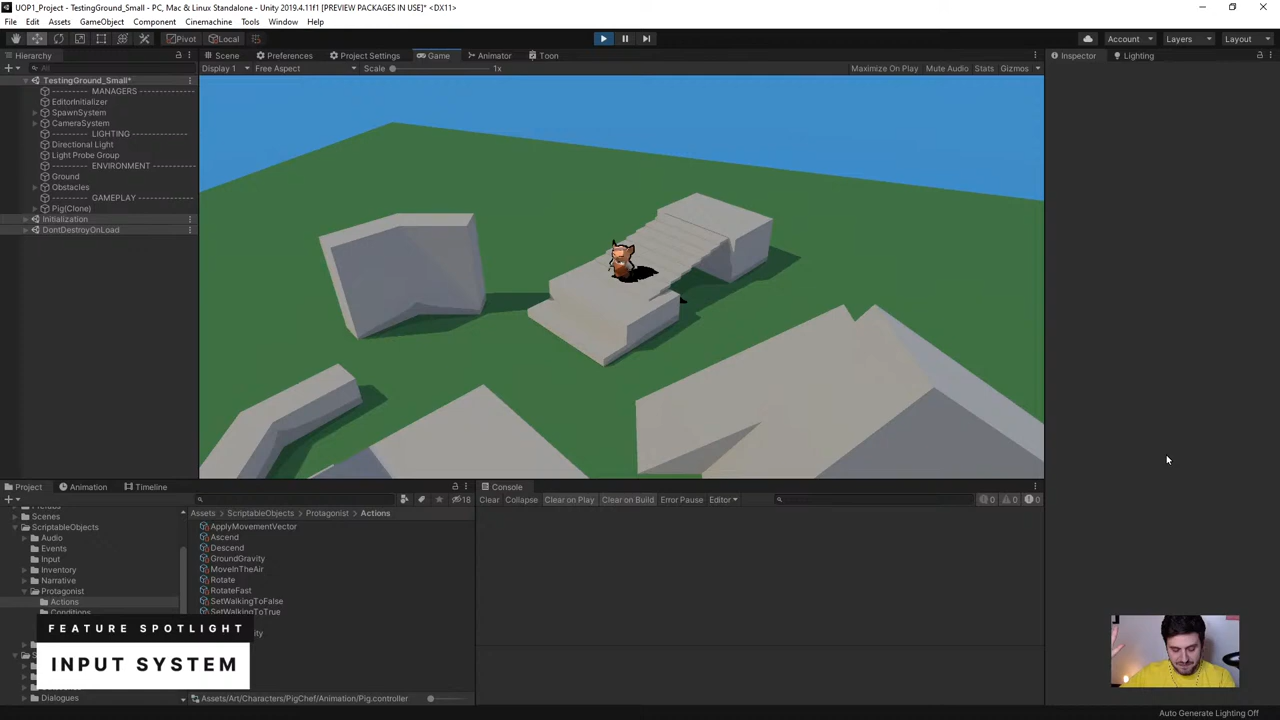 UOP1_Project - TestingGround_Small - PC, Mac & Linux Standalone - Unity 2019.4.11f1 [PREVIEW PACKAGES IN USE]* <DX11>
File Edit Assets GameObject Component Cinemachine Tools Window Help
Pivot Local Account Layers Layout
Hierarchy Scene Preferences Project Settings Game Animator Toon Inspector Lighting
All Display 1 Free Aspect Scale 1x Maximize On Play Mute Audio Stats Gizmos
TestingGround_Small*
-------- MANAGERS --------------
EditorInitializer
SpawnSystem
CameraSystem
-------- LIGHTING --------------
Directional Light
Light Probe Group
-------- ENVIRONMENT --------------
Ground
Obstacles
-------- GAMEPLAY --------------
Pig(Clone)
Initialization
DontDestroyOnLoad
Project Animation Timeline
18
Scenes
ScriptableObjects
Audio
Events
Input
Inventory
Narrative
Protagonist
Actions
Conditions
Dialogues
Assets ScriptableObjects Protagonist Actions
ApplyMovementVector
Ascend
Descend
GroundGravity
MoveInTheAir
Rotate
RotateFast
SetWalkingToFalse
SetWalkingToTrue
Assets/Art/Characters/PigChef/Animation/Pig.controller
Console
Clear Collapse Clear on Play Clear on Build Error Pause Editor 0 0 0
FEATURE SPOTLIGHT
INPUT SYSTEM
Auto Generate Lighting Off